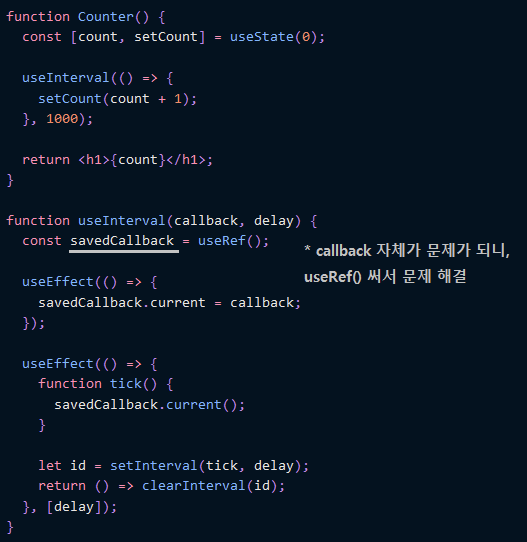 function Counter() {
  const [count, setCount] = useState(0);

  useInterval(() => {
    setCount(count + 1);
  }, 1000);

  return <h1>{count}</h1>;
}

function useInterval(callback, delay) {
  const savedCallback = useRef();
* callback 자체가 문제가 되니,
useRef() 써서 문제 해결

  useEffect(() => {
    savedCallback.current = callback;
  });

  useEffect(() => {
    function tick() {
      savedCallback.current();
    }

    let id = setInterval(tick, delay);
    return () => clearInterval(id);
  }, [delay]);
}